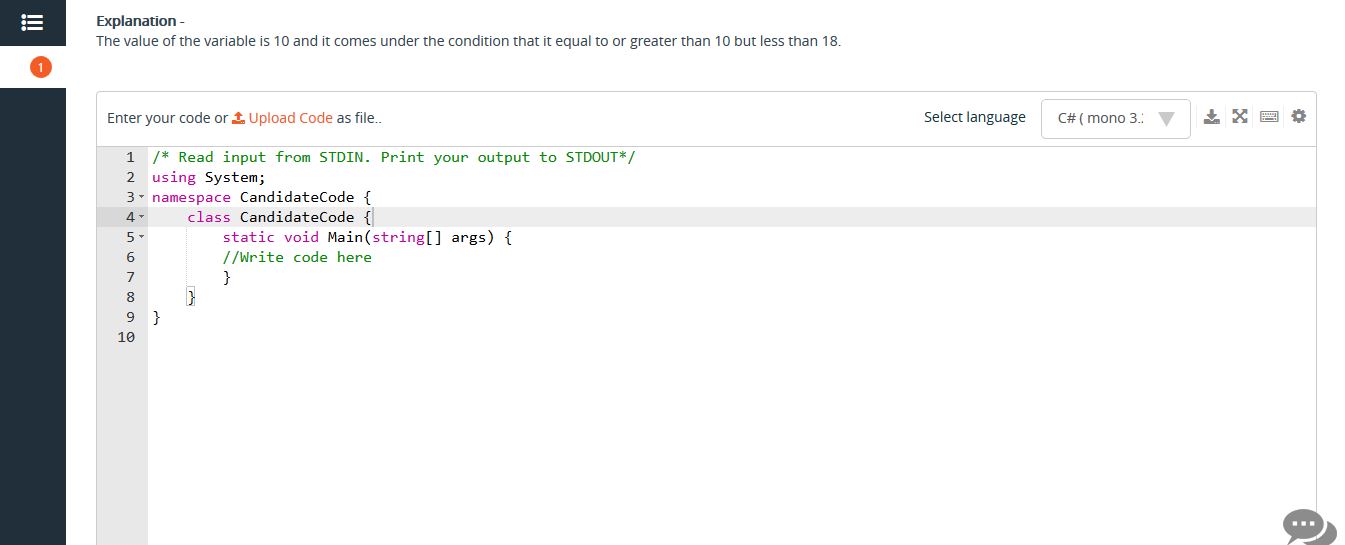 Explanation -
The value of the variable is 10 and it comes under the condition that it equal to or greater than 10 but less than 18.
1
Enter your code or Upload Code as file..
Select language
C# ( mono 3.:
1 /* Read input from STDIN. Print your output to STDOUT*/
2 using System;
3 namespace CandidateCode {
4 class CandidateCode {
5 static void Main(string[] args) {
6 //Write code here
7 }
8 }
9 }
10